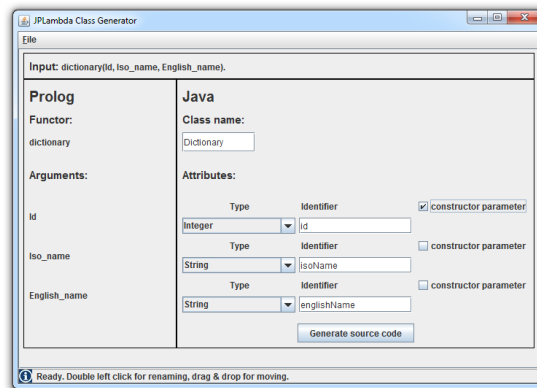 JPLambda Class Generator
File
Input: dictionary(Id, Iso_name, English_name).
Prolog
Java
Functor:
Class name:
dictionary
Dictionary
Arguments:
Attributes:
Type Identifier constructor parameter
Id Integer id
Type Identifier constructor parameter
Iso_name String isoName
Type Identifier constructor parameter
English_name String englishName
Generate source code
Ready. Double left click for renaming, drag & drop for moving.